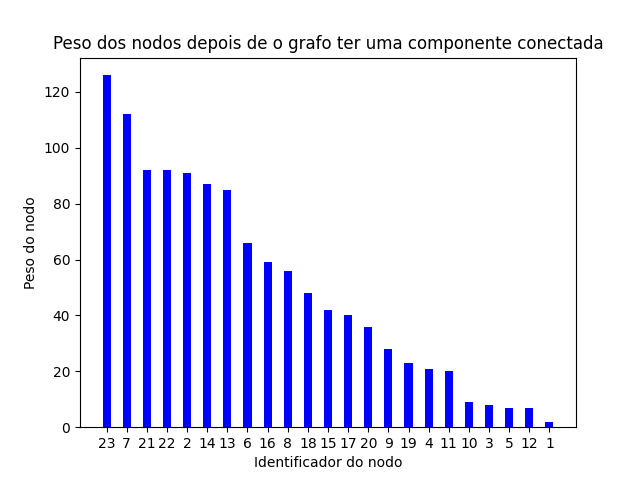 Peso dos nodos depois de o grafo ter uma componente conectada
120
100
80
60
40
20
0
Peso do nodo
23 7 21 22 2 14 13 6 16 8 18 15 17 20 9 19 4 11 10 3 5 12 1
Identificador do nodo